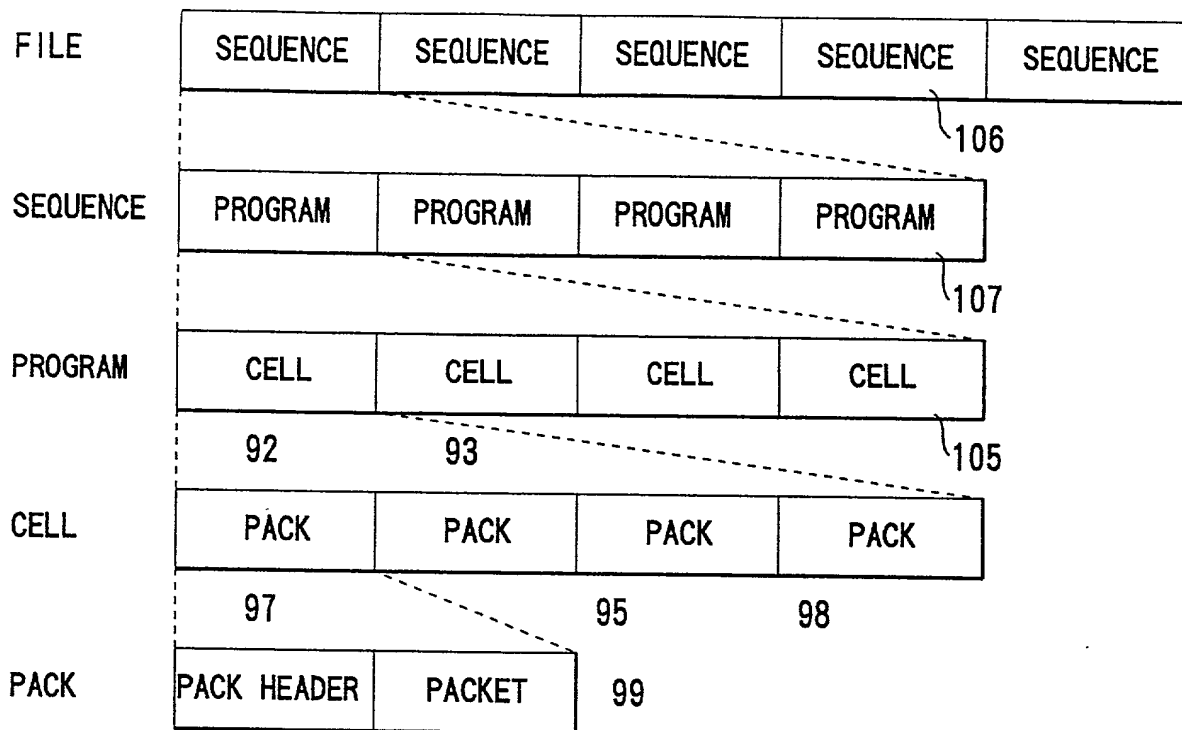 FILE SEQUENCE SEQUENCE SEQUENCE SEQUENCE SEQUENCE
106
SEQUENCE PROGRAM PROGRAM PROGRAM PROGRAM
107
PROGRAM CELL CELL CELL CELL
92 93 105
CELL PACK PACK PACK PACK
97 95 98
PACK PACK HEADER PACKET 99